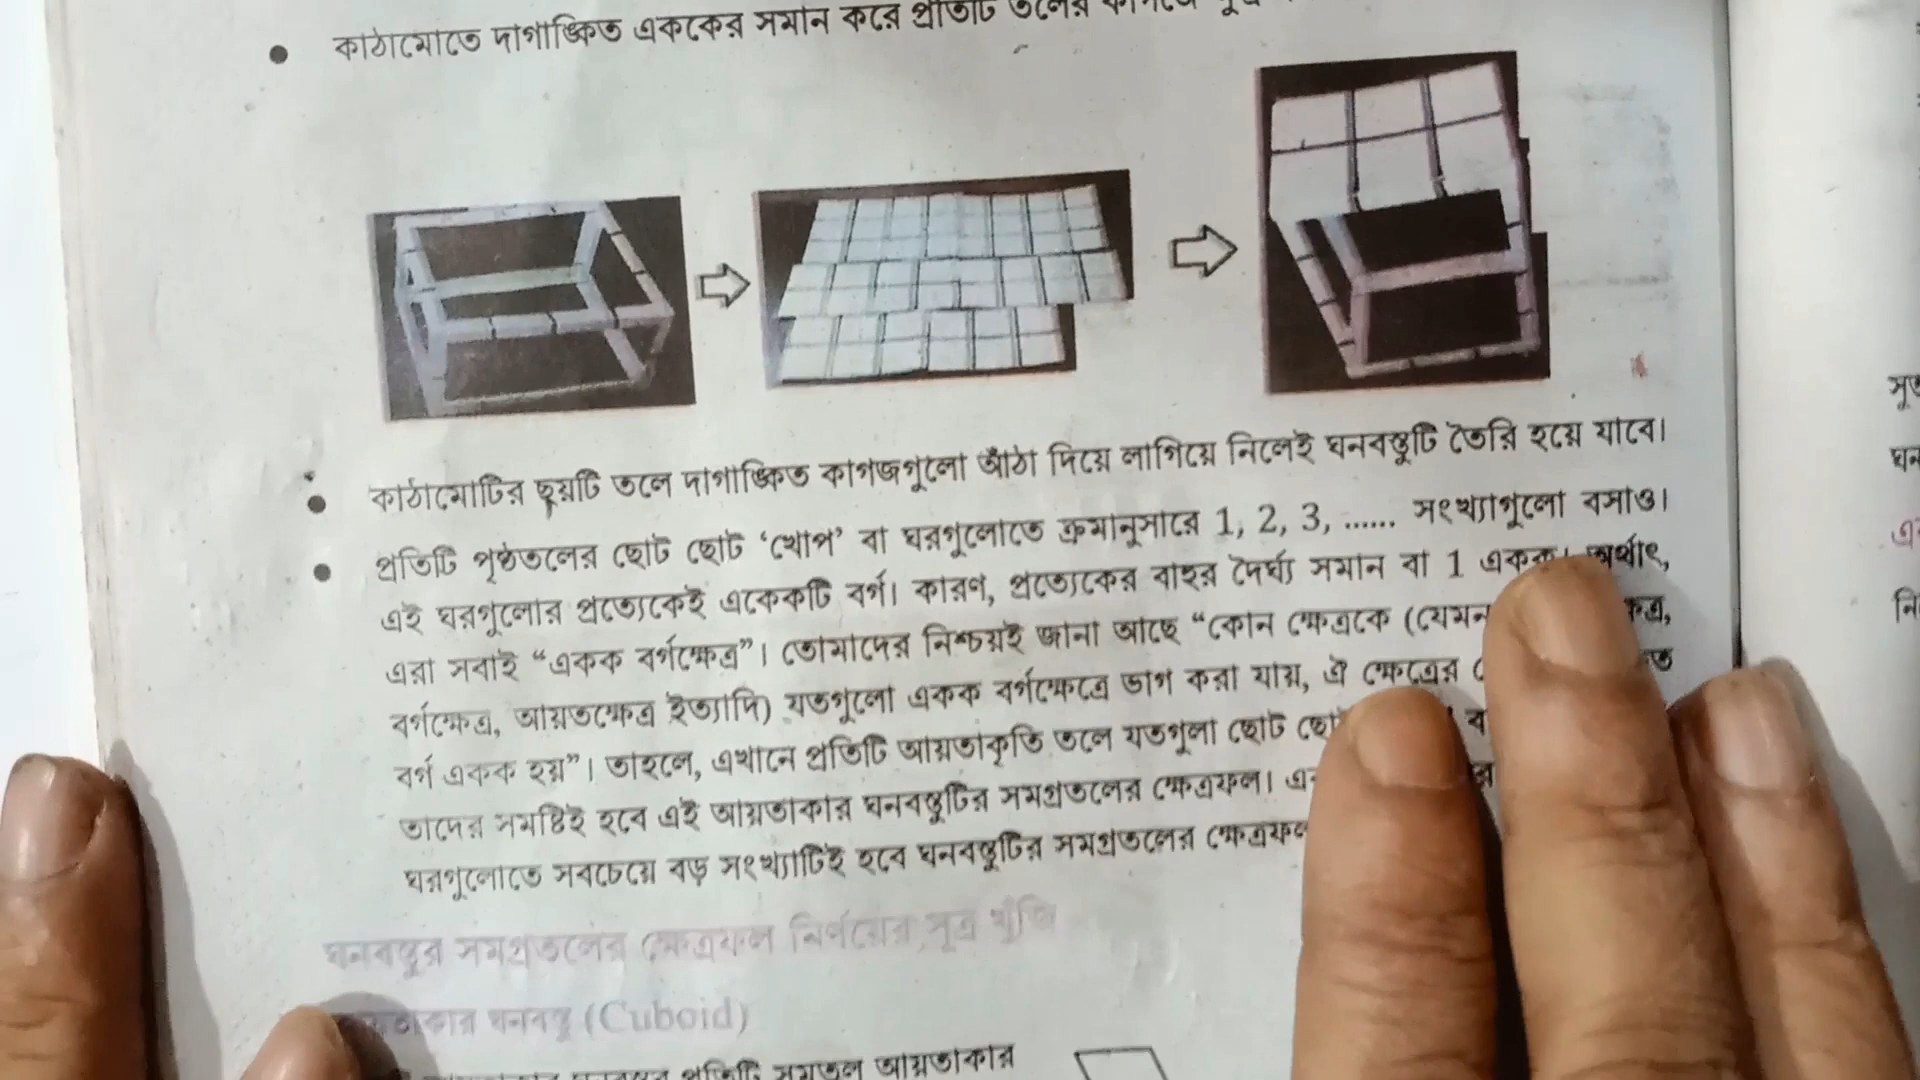 কাঠামোতে দাগাঙ্কিত এককের সমান করে প্রতিটি তলের
কাঠামোটির ছয়টি তলে দাগাঙ্কিত কাগজগুলো আঁঠা দিয়ে লাগিয়ে নিলেই ঘনবস্তুটি তৈরি হয়ে যাবে।
প্রতিটি পৃষ্ঠতলের ছোট ছোট ‘খোপ’ বা ঘরগুলোতে ক্রমানুসারে 1, 2, 3, ...... সংখ্যাগুলো বসাও।
এই ঘরগুলোর প্রত্যেকেই একেকটি বর্গ। কারণ, প্রত্যেকের বাহুর দৈর্ঘ্য সমান বা 1 একক। অর্থাৎ,
এরা সবাই “একক বর্গক্ষেত্র”। তোমাদের নিশ্চয়ই জানা আছে “কোন ক্ষেত্রকে (যেমন
বর্গক্ষেত্র, আয়তক্ষেত্র ইত্যাদি) যতগুলো একক বর্গক্ষেত্রে ভাগ করা যায়, ঐ ক্ষেত্রের
বর্গ একক হয়”। তাহলে, এখানে প্রতিটি আয়তাকৃতি তলে যতগুলা ছোট
তাদের সমষ্টিই হবে এই আয়তাকার ঘনবস্তুটির সমগ্রতলের ক্ষেত্রফল।
ঘরগুলোতে সবচেয়ে বড় সংখ্যাটিই হবে ঘনবস্তুটির সমগ্রতলের ক্ষেত্রফল
ঘনবস্তুর সমগ্রতলের ক্ষেত্রফল নির্ণয়ের সূত্র খুঁজি
ঘনবস্তু (Cuboid)
প্রতিটি সমতল আয়তাকার